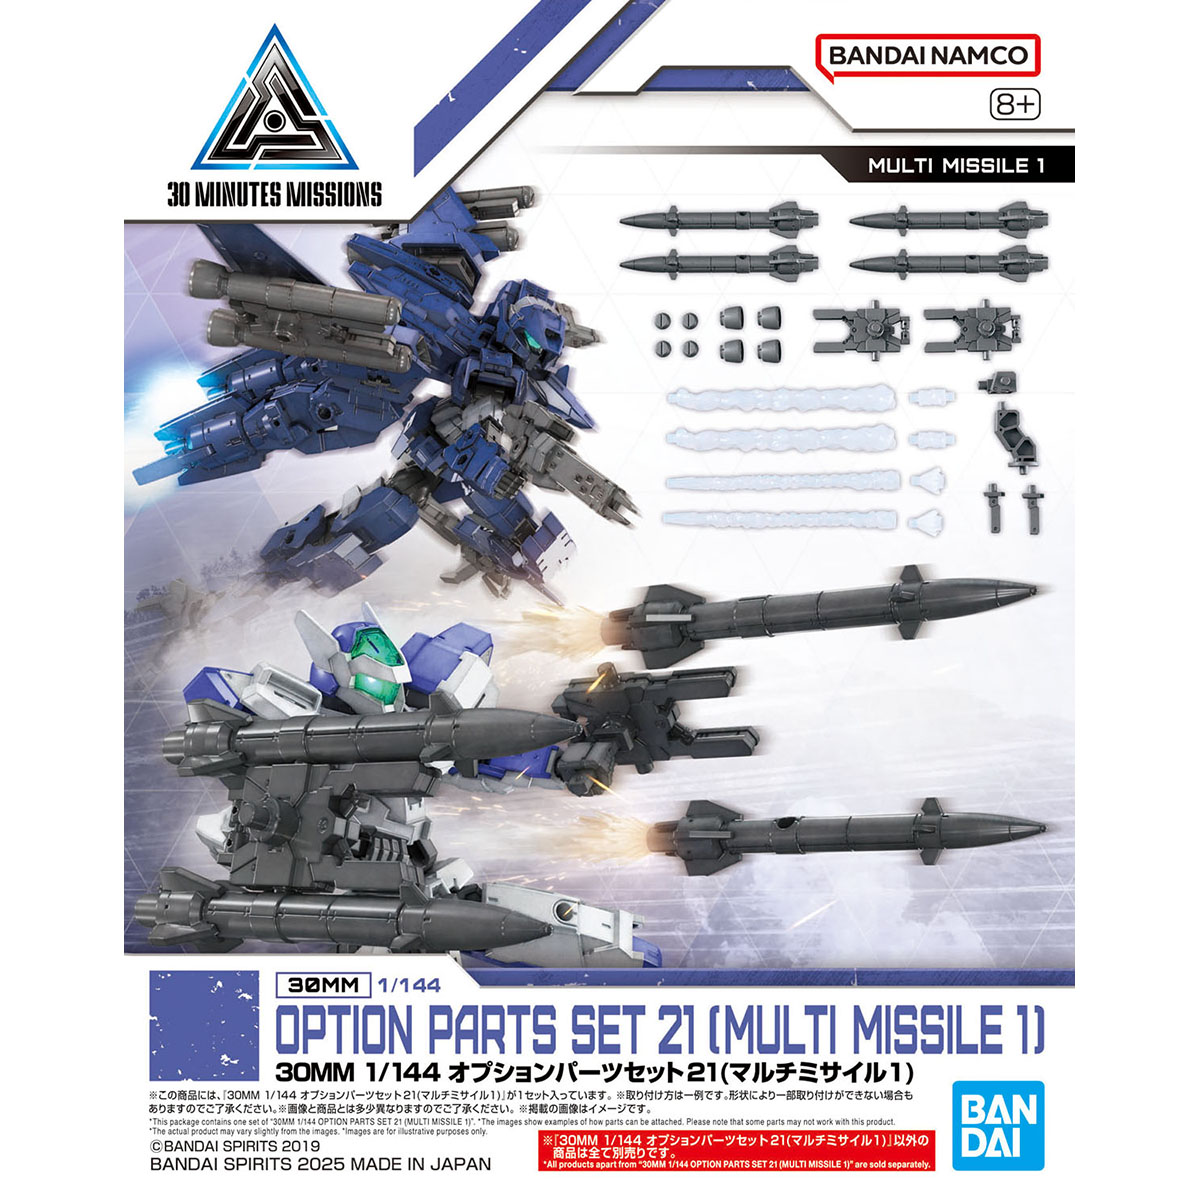 30 MINUTES MISSIONS
BANDAI NAMCO
8+
MULTI MISSILE 1
30MM 1/144
OPTION PARTS SET 21 (MULTI MISSILE 1)
30MM 1/144 オプションパーツセット21(マルチミサイル1)
※この商品には、『30MM 1/144 オプションパーツセット21(マルチミサイル1)』が1セット入っています。※取り付け方は一例です。形状により一部取り付けができない場合も
ありますのでご了承ください。※画像と商品とは多少異なりますのでご了承ください。※掲載の画像はイメージです。
*This package contains one set of "30MM 1/144 OPTION PARTS SET 21 (MULTI MISSILE 1)". *The images show examples of how parts can be attached. Please note that some parts may not work with this product.
*The actual product may vary slightly from the images. *Images are for illustrative purposes only.
©BANDAI SPIRITS 2019
BANDAI SPIRITS 2025 MADE IN JAPAN
※『30MM 1/144 オプションパーツセット21(マルチミサイル1)』以外の
商品は全て別売りです。
*All products apart from "30MM 1/144 OPTION PARTS SET 21 (MULTI MISSILE 1)" are sold separately.
BAN
DAI